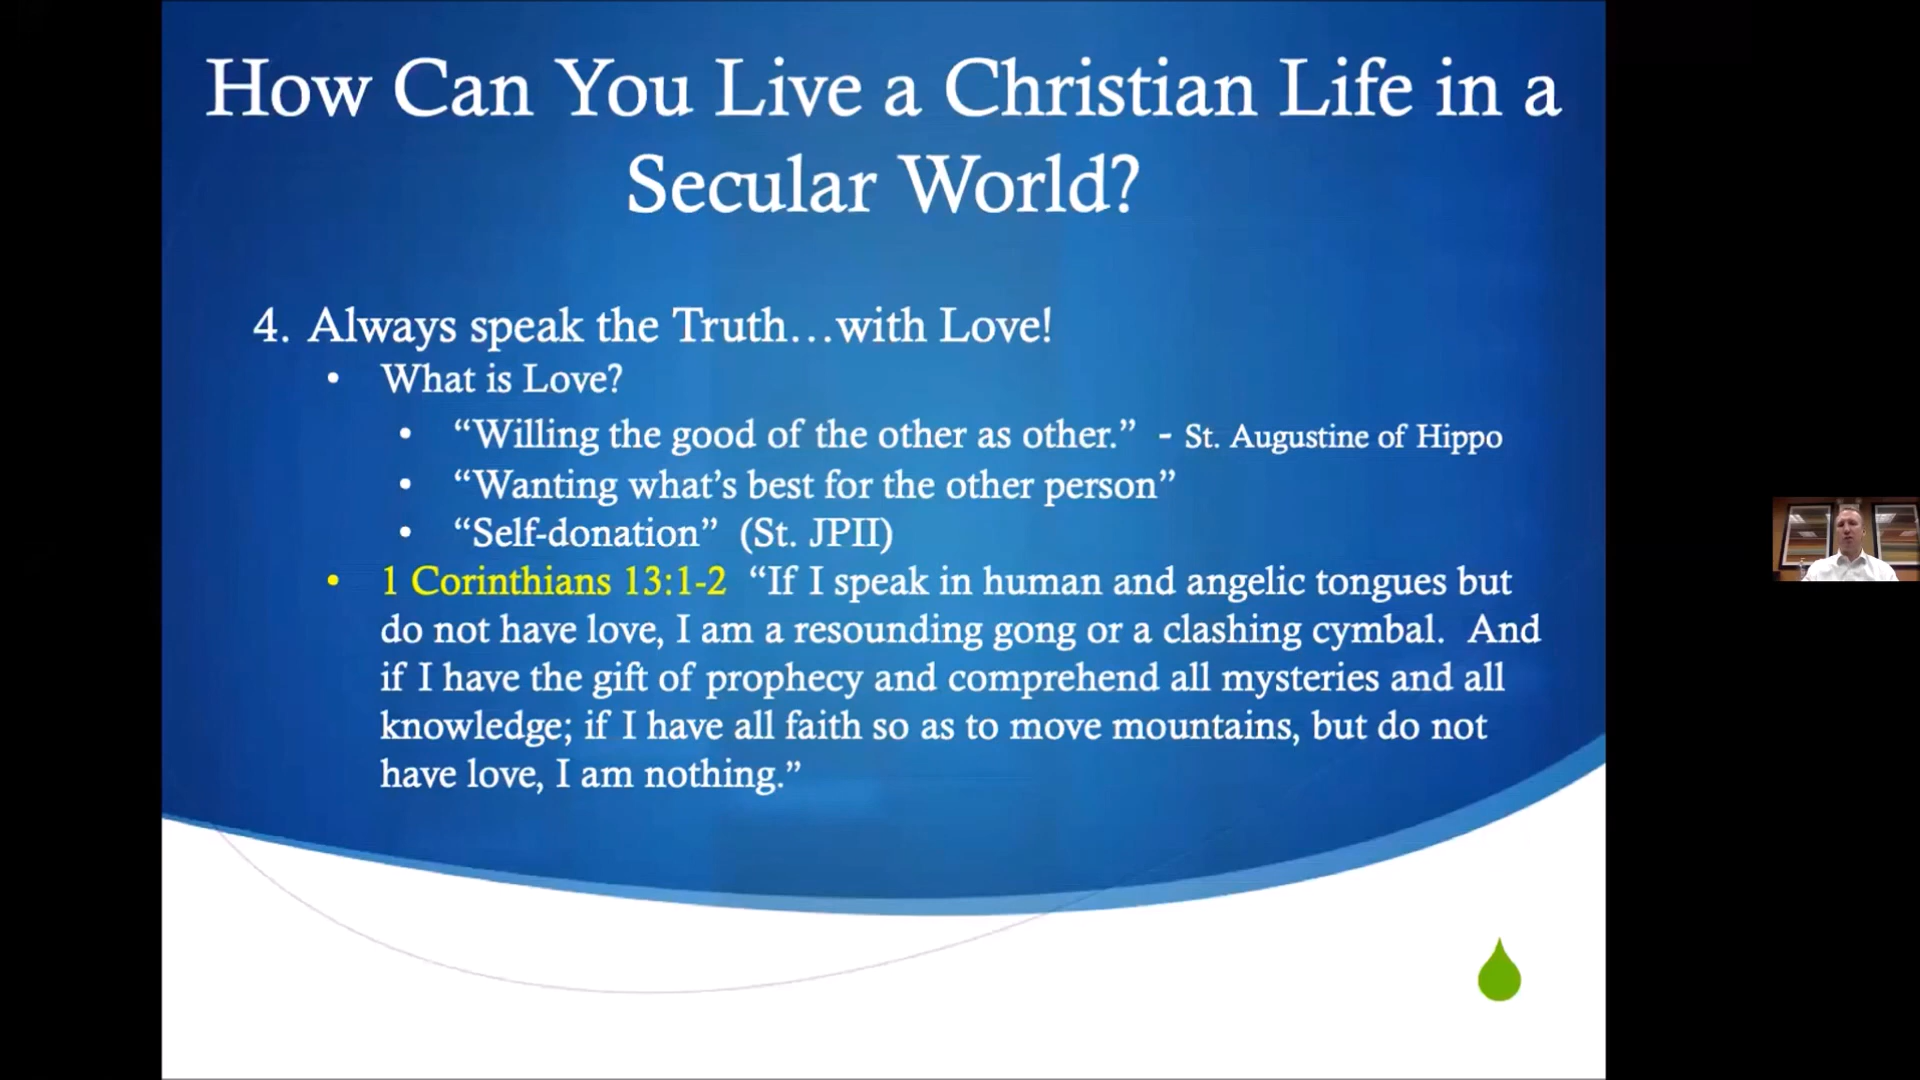 How Can You Live a Christian Life in a
Secular World?
4. Always speak the Truth…with Love!
• What is Love?
• “Willing the good of the other as other.” - St. Augustine of Hippo
• “Wanting what’s best for the other person”
• “Self-donation” (St. JPII)
• 1 Corinthians 13:1-2 “If I speak in human and angelic tongues but
do not have love, I am a resounding gong or a clashing cymbal. And
if I have the gift of prophecy and comprehend all mysteries and all
knowledge; if I have all faith so as to move mountains, but do not
have love, I am nothing.”